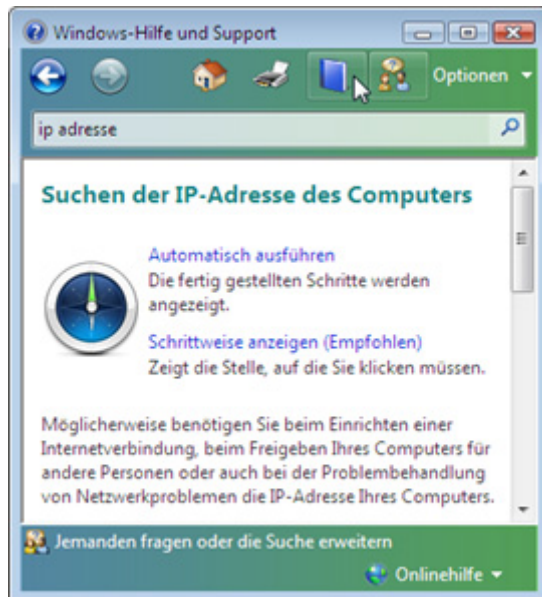 Windows-Hilfe und Support
Optionen
ip adresse
Suchen der IP-Adresse des Computers
Automatisch ausführen
Die fertig gestellten Schritte werden
angezeigt.
Schrittweise anzeigen (Empfohlen)
Zeigt die Stelle, auf die Sie klicken müssen.
Möglicherweise benötigen Sie beim Einrichten einer
Internetverbindung, beim Freigeben Ihres Computers für
andere Personen oder auch bei der Problembehandlung
von Netzwerkproblemen die IP-Adresse Ihres Computers.
Jemanden fragen oder die Suche erweitern
Onlinehilfe